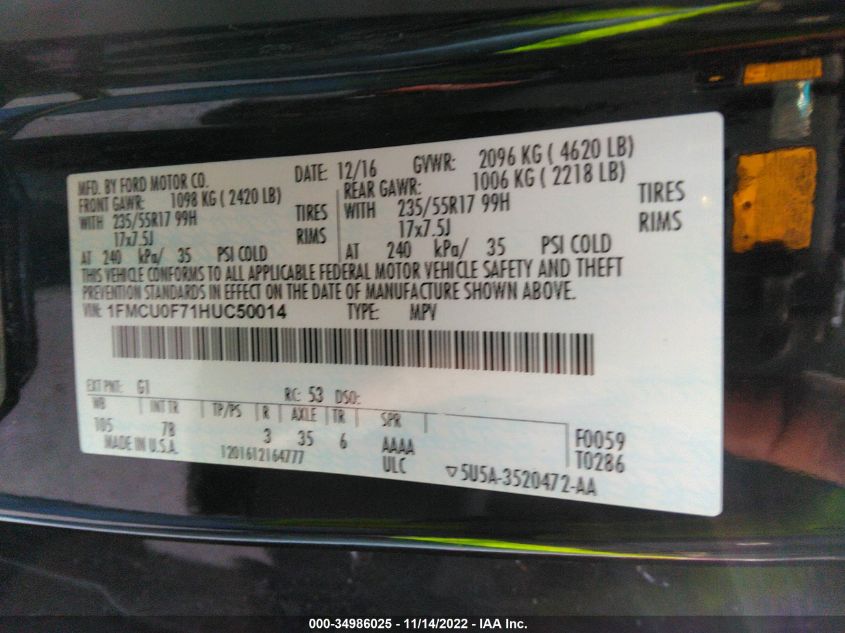 MFD. BY FORD MOTOR CO. DATE: 12/16 GVWR: 2096 KG ( 4620 LB)
FRONT GAWR: 1098 KG ( 2420 LB) REAR GAWR: 1006 KG ( 2218 LB)
WITH 235/55R17 99H TIRES WITH 235/55R17 99H TIRES
17x7.5J RIMS 17x7.5J RIMS
AT 240 kPa/ 35 PSI COLD AT 240 kPa/ 35 PSI COLD
THIS VEHICLE CONFORMS TO ALL APPLICABLE FEDERAL MOTOR VEHICLE SAFETY AND THEFT
PREVENTION STANDARDS IN EFFECT ON THE DATE OF MANUFACTURE SHOWN ABOVE.
VIN: 1FMCU0F71HUC50014 TYPE: MPV
EXT PNT: G1 RC: 53 DSO:
WB INT TR TP/PS R AXLE TR SPR
105 7B 3 35 6 AAAA F0059
MADE IN U.S.A. 1201612164777 ULC T0286
5U5A-3520472-AA
000-34986025 - 11/14/2022 - IAA Inc.